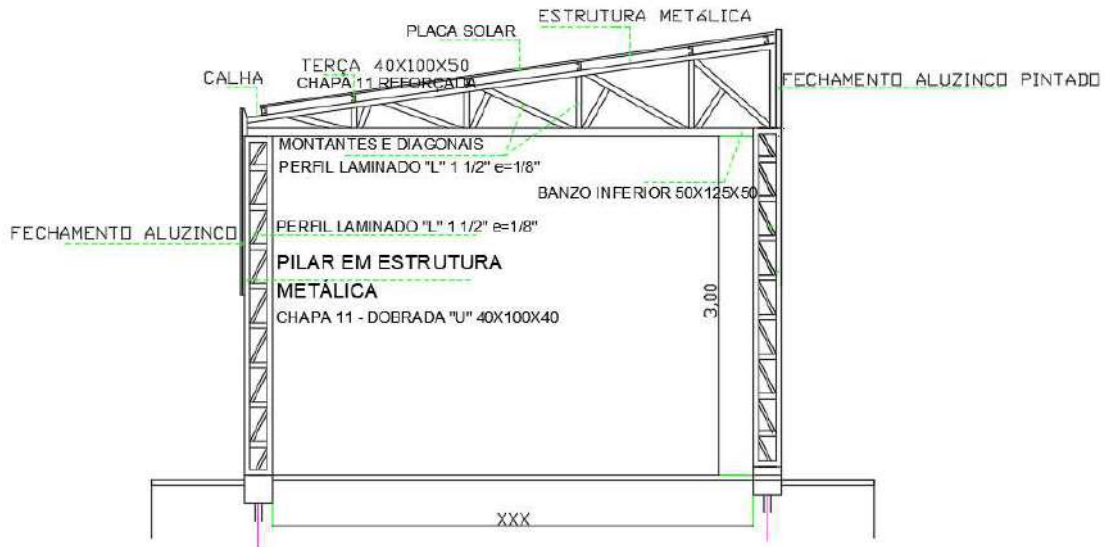 ESTRUTURA METÁLICA
PLACA SOLAR
TERÇA 40X100X50
CHAPA 11 REFORÇADA
CALHA
FECHAMENTO ALUZINCO PINTADO
MONTANTES E DIAGONAIS
PERFIL LAMINADO "L" 1 1/2" e=1/8"
BANZO INFERIOR 50X125X50
PERFIL LAMINADO "L" 1 1/2" e=1/8"
FECHAMENTO ALUZINCO
PILAR EM ESTRUTURA
METÁLICA
CHAPA 11 - DOBRADA "U" 40X100X40
3,00
XXX